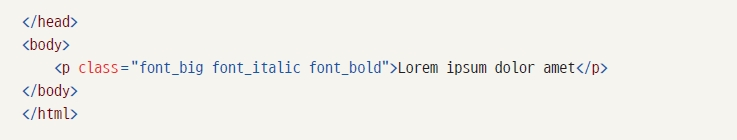 </head>
<body>
    <p class="font_big font_italic font_bold">Lorem ipsum dolor amet</p>
</body>
</html>